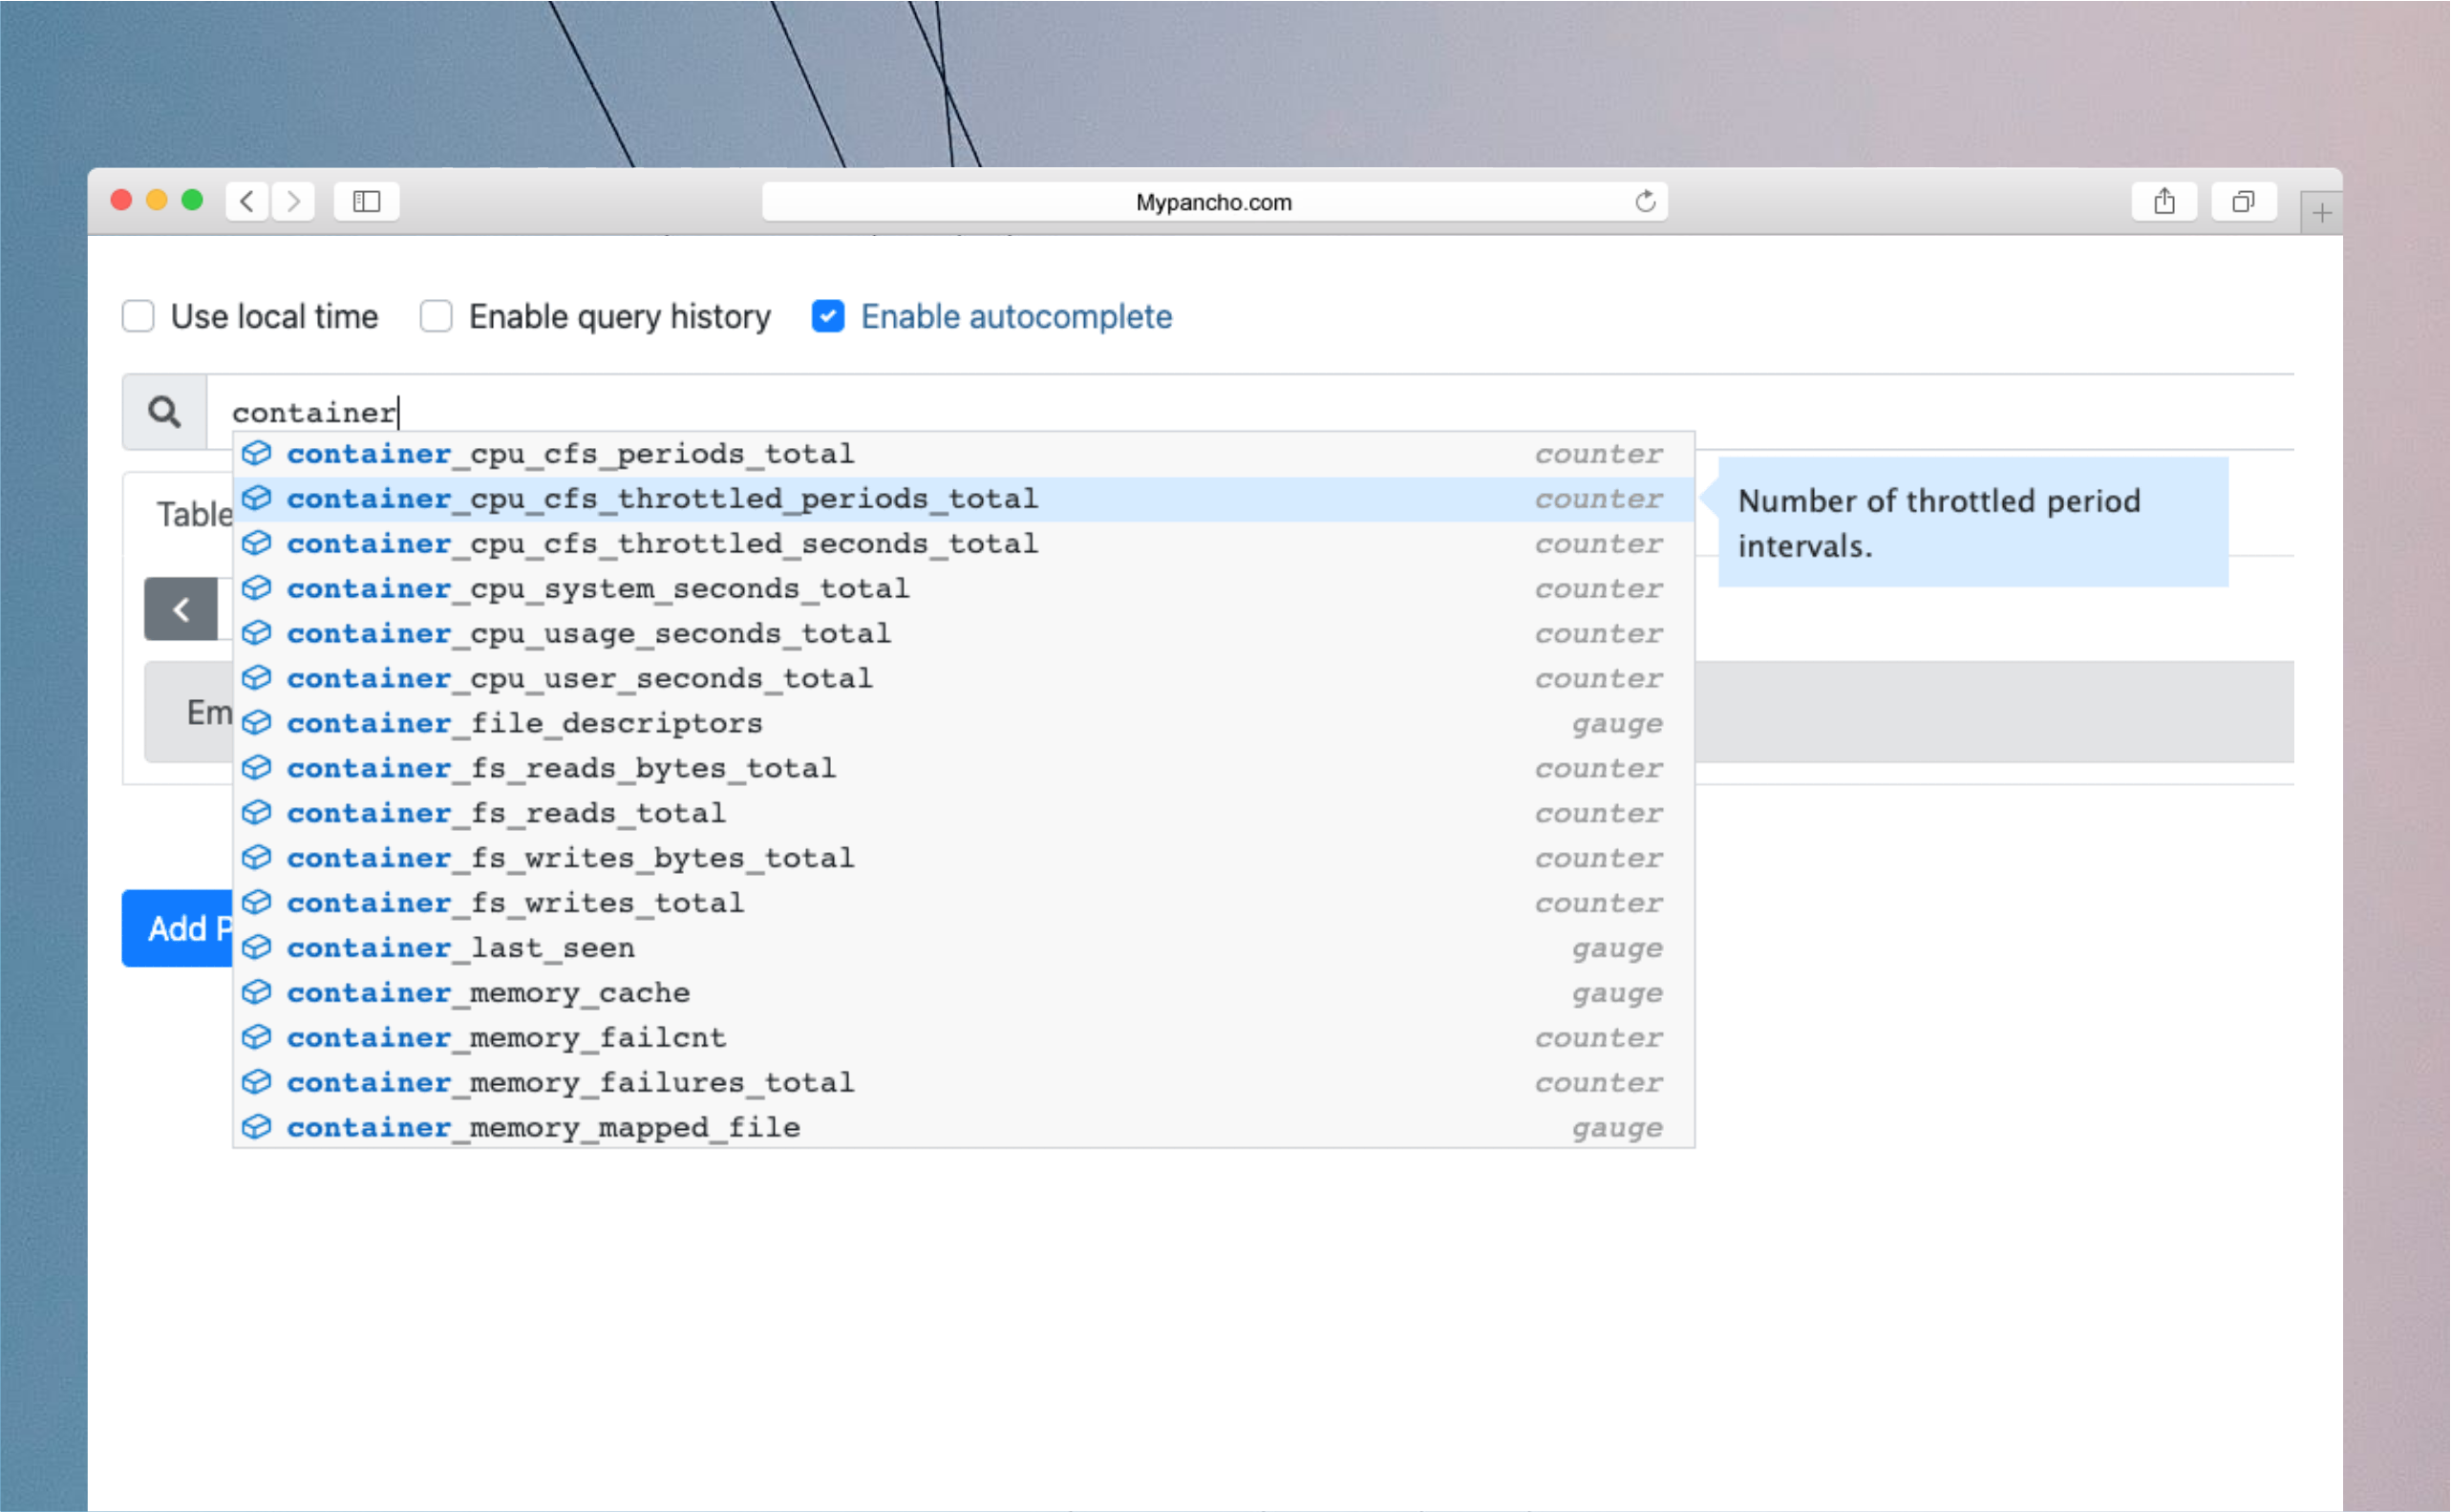 Mypancho.com
Use local time Enable query history Enable autocomplete
container
container_cpu_cfs_periods_total counter
container_cpu_cfs_throttled_periods_total counter
Number of throttled period
intervals.
Table
container_cpu_cfs_throttled_seconds_total counter
container_cpu_system_seconds_total counter
container_cpu_usage_seconds_total counter
container_cpu_user_seconds_total counter
Em
container_file_descriptors gauge
container_fs_reads_bytes_total counter
container_fs_reads_total counter
container_fs_writes_bytes_total counter
container_fs_writes_total counter
Add P
container_last_seen gauge
container_memory_cache gauge
container_memory_failcnt counter
container_memory_failures_total counter
container_memory_mapped_file gauge